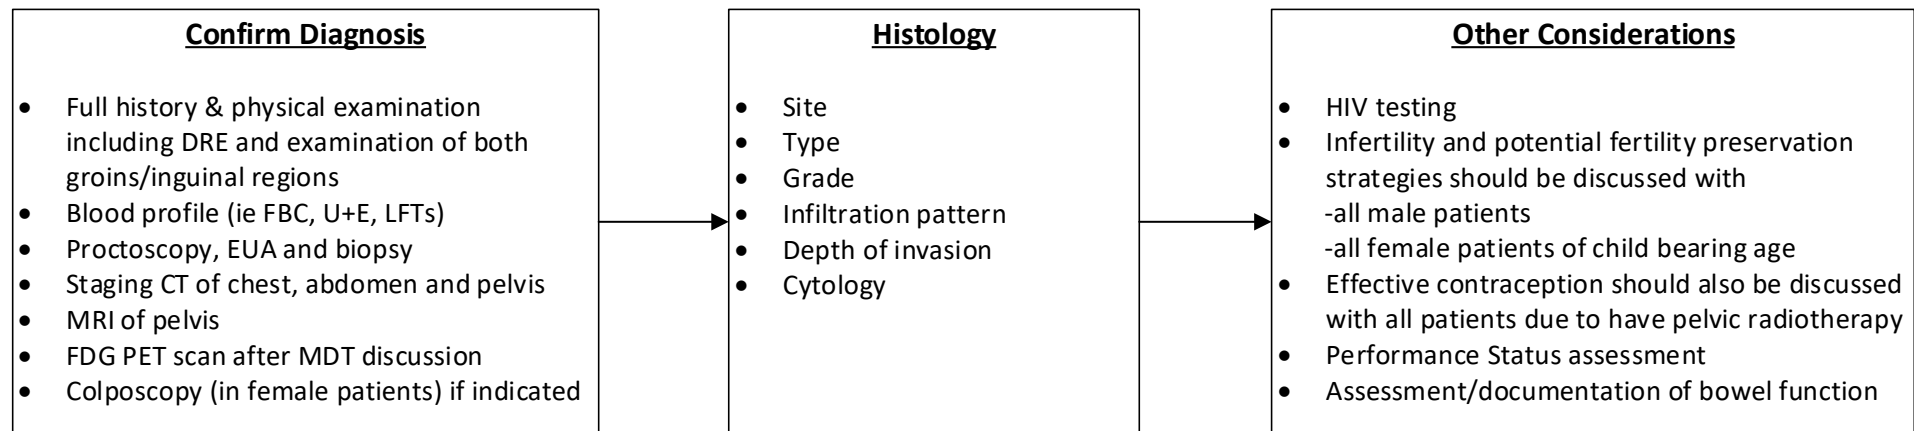 Confirm Diagnosis
• Full history & physical examination
including DRE and examination of both
groins/inguinal regions
• Blood profile (ie FBC, U+E, LFTs)
• Proctoscopy, EUA and biopsy
• Staging CT of chest, abdomen and pelvis
• MRI of pelvis
• FDG PET scan after MDT discussion
• Colposcopy (in female patients) if indicated
Histology
• Site
• Type
• Grade
• Infiltration pattern
• Depth of invasion
• Cytology
Other Considerations
• HIV testing
• Infertility and potential fertility preservation
strategies should be discussed with
-all male patients
-all female patients of child bearing age
• Effective contraception should also be discussed
with all patients due to have pelvic radiotherapy
• Performance Status assessment
• Assessment/documentation of bowel function